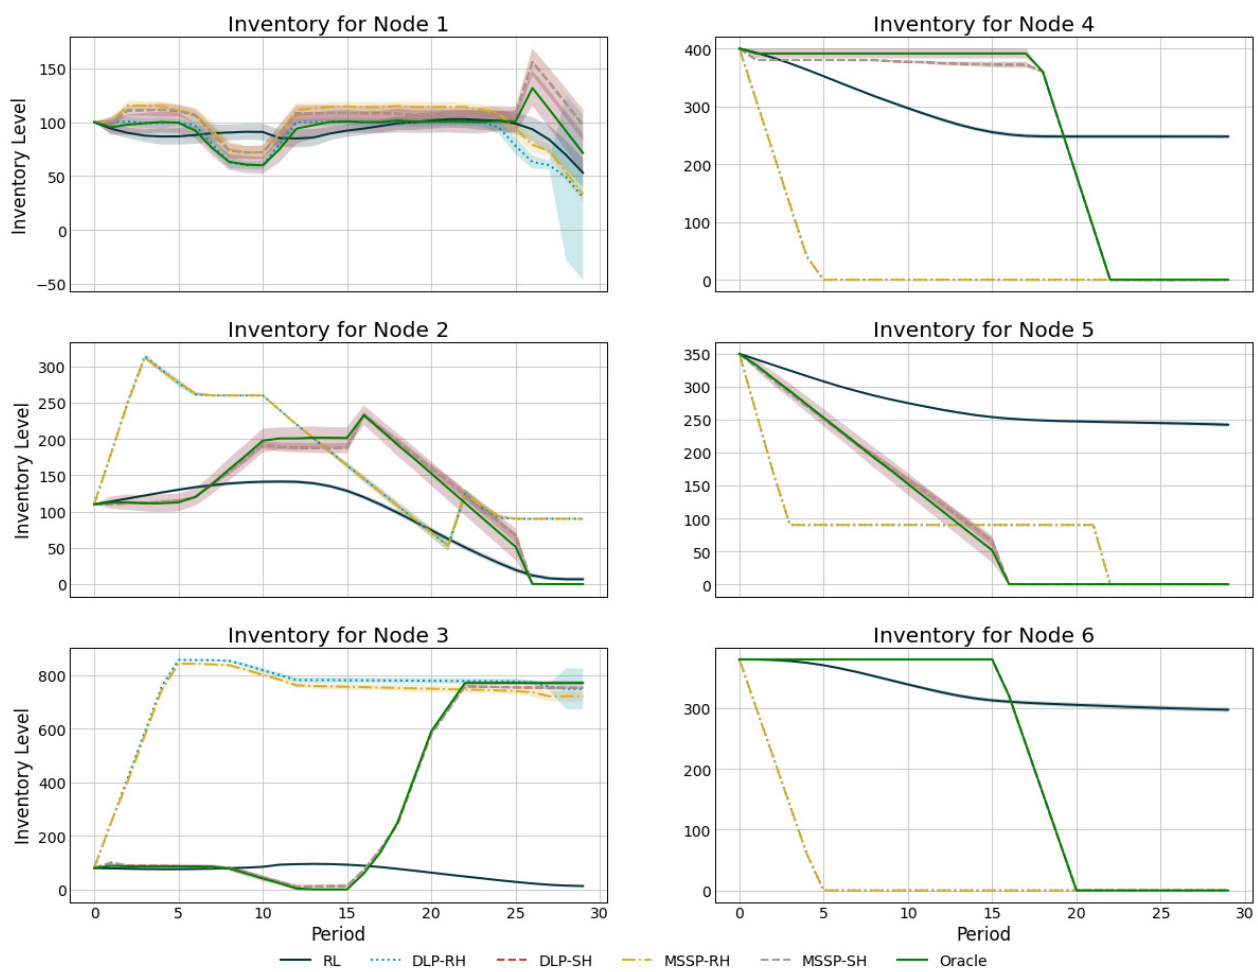 Inventory for Node 1
Inventory Level
150
100
50
0
−50
Inventory for Node 4
400
300
200
100
0
Inventory for Node 2
Inventory Level
300
250
200
150
100
50
0
Inventory for Node 5
350
300
250
200
150
100
50
0
Inventory for Node 3
Inventory Level
800
600
400
200
0
0 5 10 15 20 25 30
Period
Inventory for Node 6
300
200
100
0
0 5 10 15 20 25 30
Period
RL DLP-RH DLP-SH MSSP-RH MSSP-SH Oracle